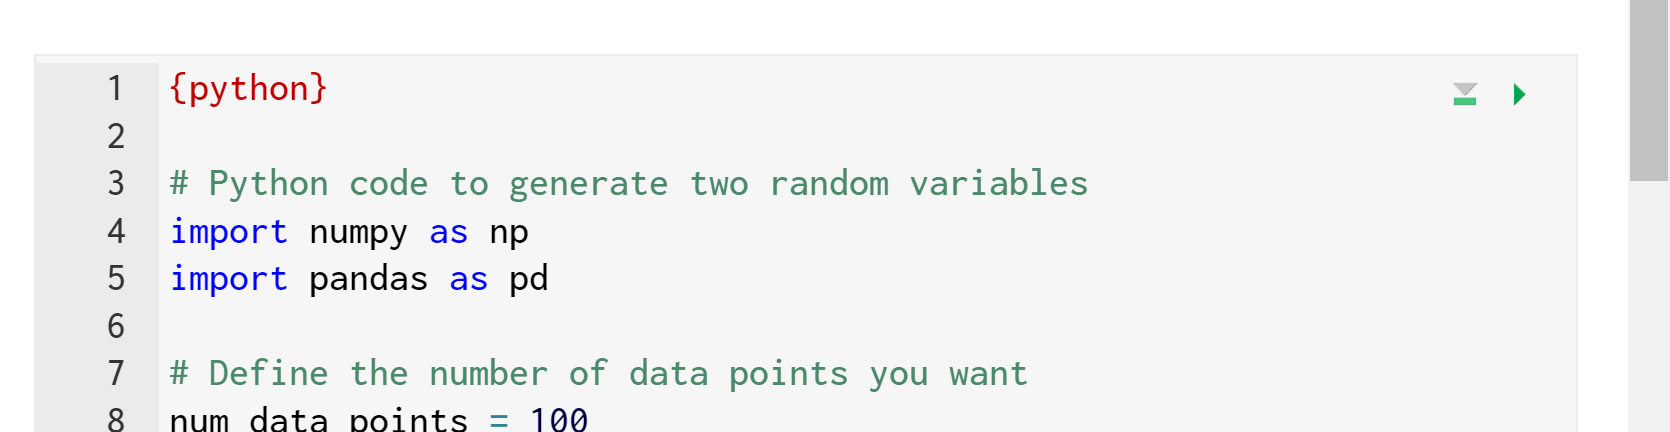 1 {python}
2
3 # Python code to generate two random variables
4 import numpy as np
5 import pandas as pd
6
7 # Define the number of data points you want
8 num_data_points = 100